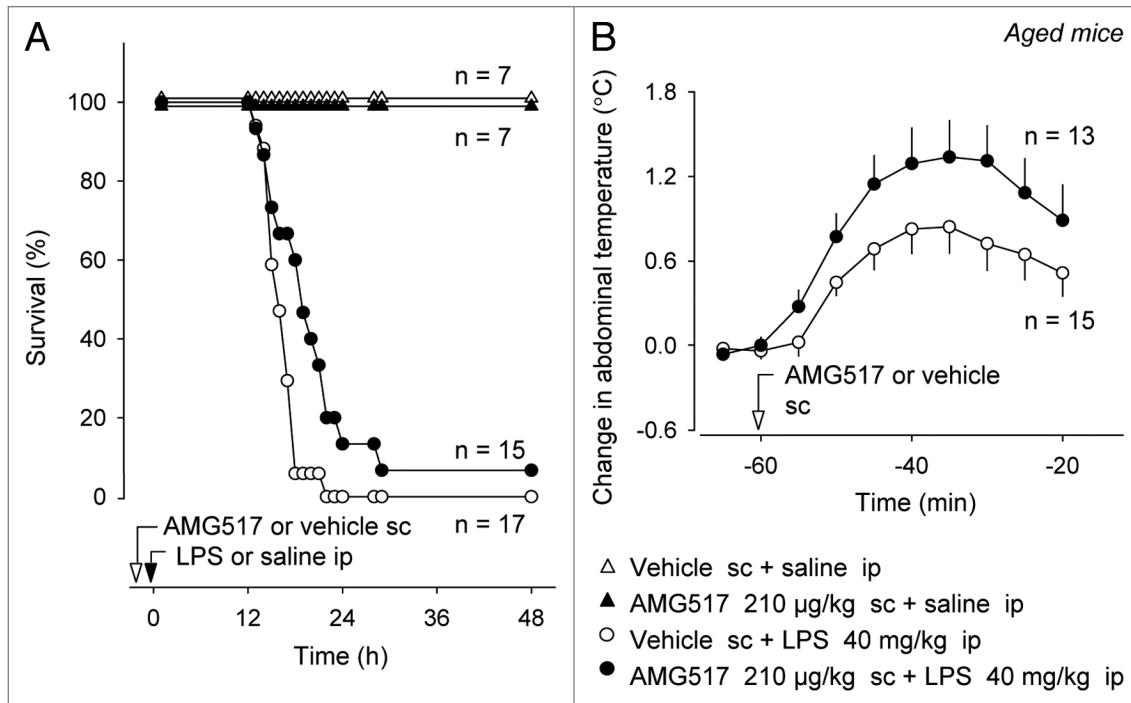 A
n = 7
n = 7
100
80
60
40
20
0
Survival (%)
n = 15
n = 17
AMG517 or vehicle sc
LPS or saline ip
0
12
24
36
48
Time (h)
B
Aged mice
Change in abdominal temperature (°C)
1.8
1.2
0.6
0.0
-0.6
n = 13
n = 15
AMG517 or vehicle
sc
-60
-40
-20
Time (min)
Vehicle sc + saline ip
AMG517 210 µg/kg sc + saline ip
Vehicle sc + LPS 40 mg/kg ip
AMG517 210 µg/kg sc + LPS 40 mg/kg ip